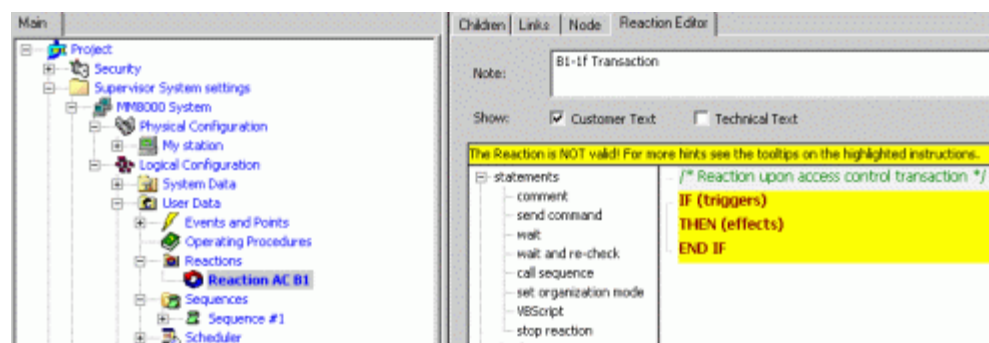 Main
Project
Security
Supervisor System settings
MM8000 System
Physical Configuration
My station
Logical Configuration
System Data
User Data
Events and Points
Operating Procedures
Reactions
Reaction AC B1
Sequences
Sequence #1
Scheduler
Children Links Node Reaction Editor
Note: B1-1f Transaction
Show: Customer Text Technical Text
The Reaction is NOT valid! For more hints see the tooltips on the highlighted instructions.
statements
comment
send command
wait
wait and re-check
call sequence
set organization mode
VBScript
stop reaction
/* Reaction upon access control transaction */
IF (triggers)
THEN (effects)
END IF